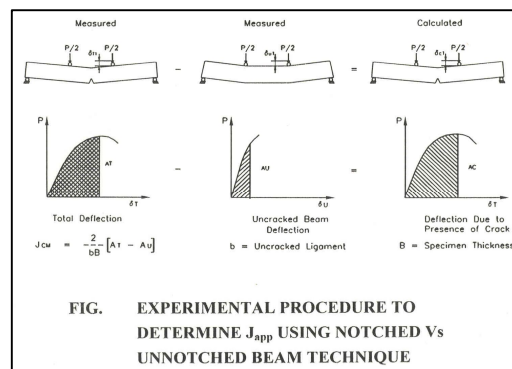 Measured Measured Calculated
P/2 δT1 P/2 P/2 P/2 P/2 δC1 P/2
− =
P P P
AT AU AC
− =
δT δU δT
Total Deflection Uncracked Beam Deflection Due to
Deflection Presence of Crack
JCM = -2/bB [AT − AU] b = Uncracked Ligament B = Specimen Thickness
FIG. EXPERIMENTAL PROCEDURE TO
DETERMINE Japp USING NOTCHED Vs
UNNOTCHED BEAM TECHNIQUE